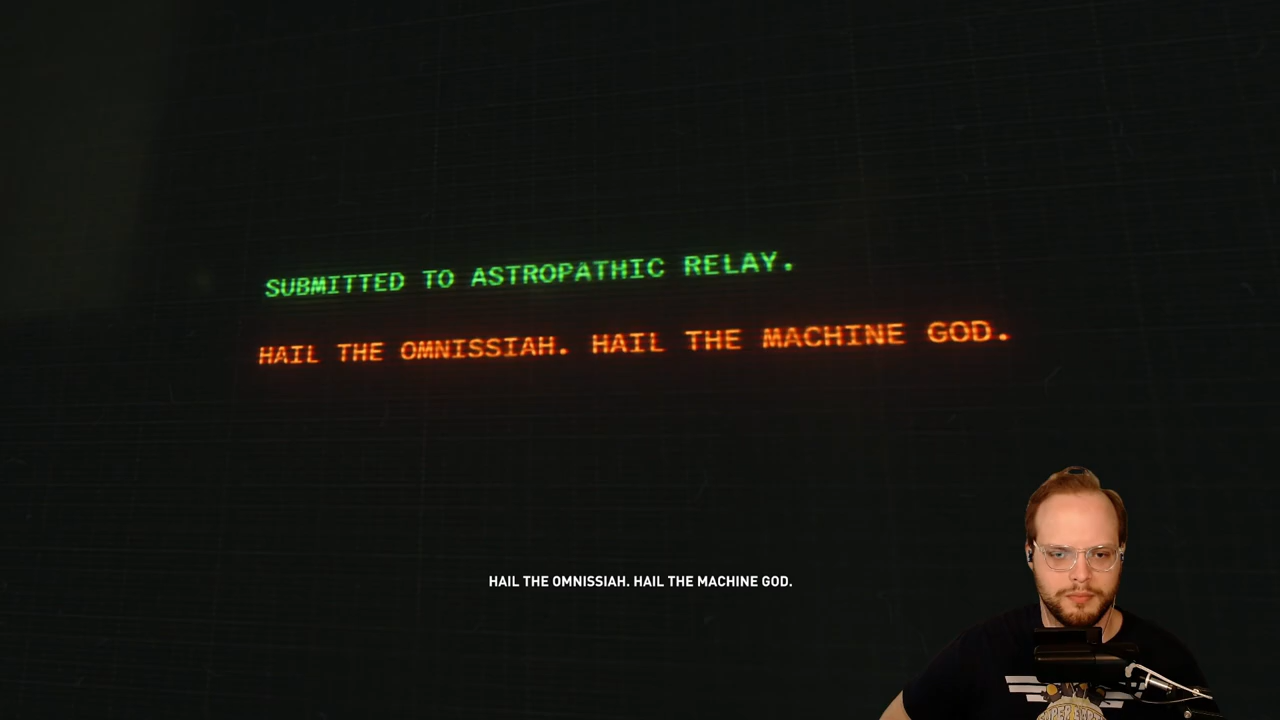 SUBMITTED TO ASTROPATHIC RELAY.
HAIL THE OMNISSIAH. HAIL THE MACHINE GOD.
HAIL THE OMNISSIAH. HAIL THE MACHINE GOD.